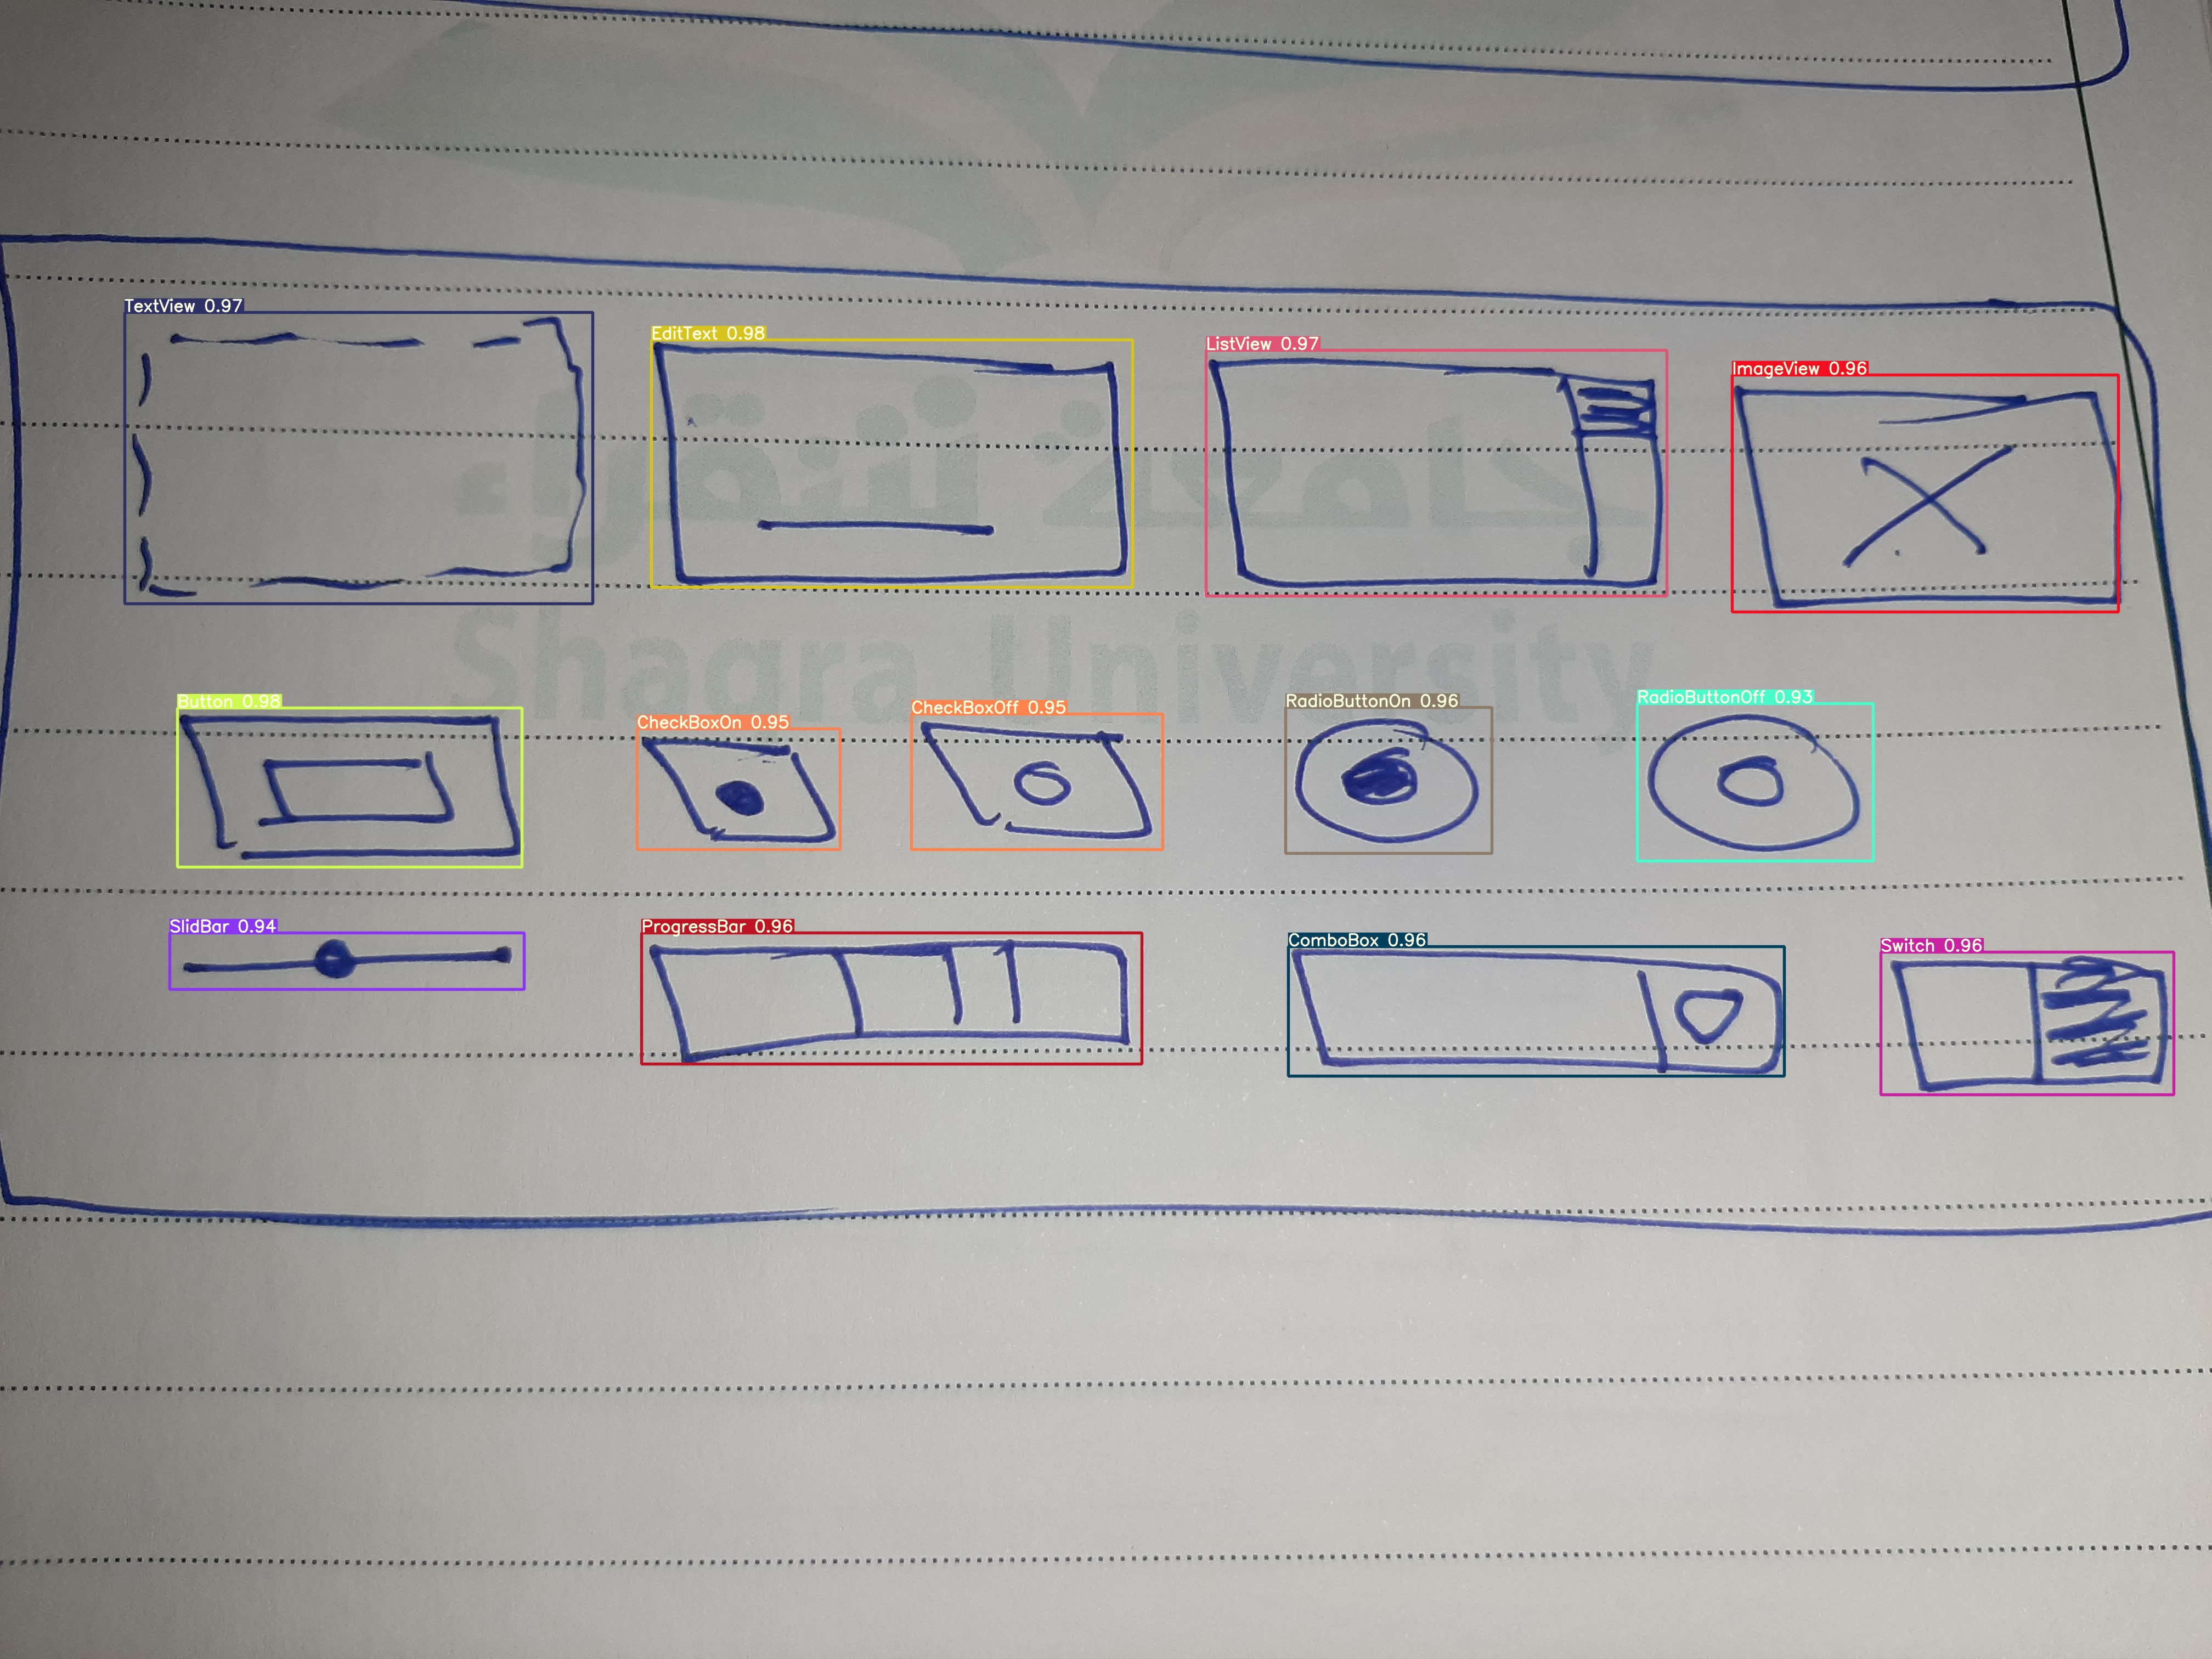 TextView 0.97
EditText 0.98
ListView 0.97
ImageView 0.96
جامعة شقراء
Shaqra University
Button 0.98
CheckBoxOn 0.95
CheckBoxOff 0.95
RadioButtonOn 0.96
RadioButtonOff 0.93
SlidBar 0.94
ProgressBar 0.96
ComboBox 0.96
Switch 0.96